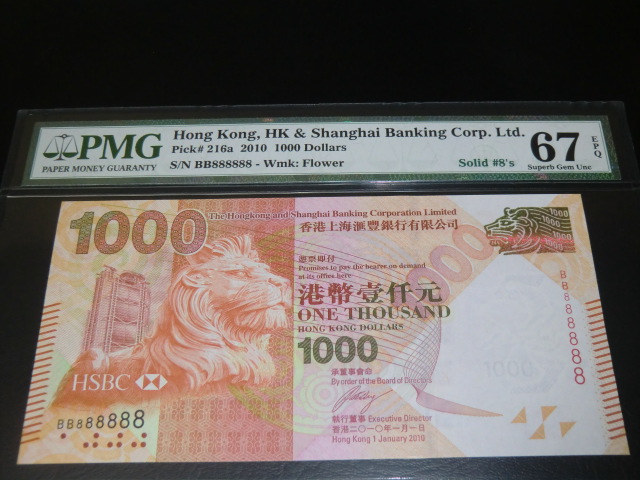 PMG
PAPER MONEY GUARANTY
Hong Kong, HK & Shanghai Banking Corp. Ltd.
Pick# 216a 2010 1000 Dollars
S/N BB888888 - Wmk: Flower
Solid #8's
67 EPQ
Superb Gem Unc
1000
The Hongkong and Shanghai Banking Corporation Limited
香港上海滙豐銀行有限公司
1000
1000
1000
1000
憑票即付
Promises to pay the bearer on demand
at its office here
港幣壹仟元
ONE THOUSAND
HONG KONG DOLLARS
1000
承董事會命
By order of the Board of Directors
執行董事 Executive Director
香港二〇一〇年一月一日
Hong Kong 1 January 2010
HSBC
BB888888
BB888888